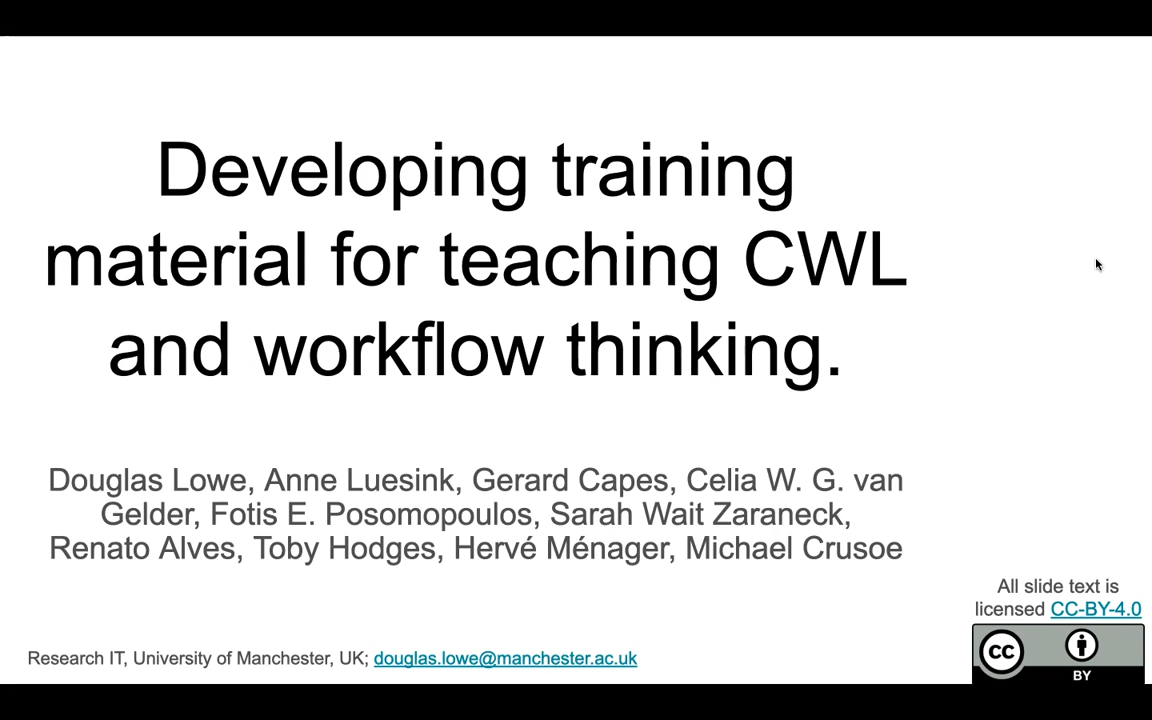 Developing training
material for teaching CWL
and workflow thinking.
Douglas Lowe, Anne Luesink, Gerard Capes, Celia W. G. van
Gelder, Fotis E. Posomopoulos, Sarah Wait Zaraneck,
Renato Alves, Toby Hodges, Hervé Ménager, Michael Crusoe
All slide text is
licensed CC-BY-4.0
Research IT, University of Manchester, UK; douglas.lowe@manchester.ac.uk
cc
BY